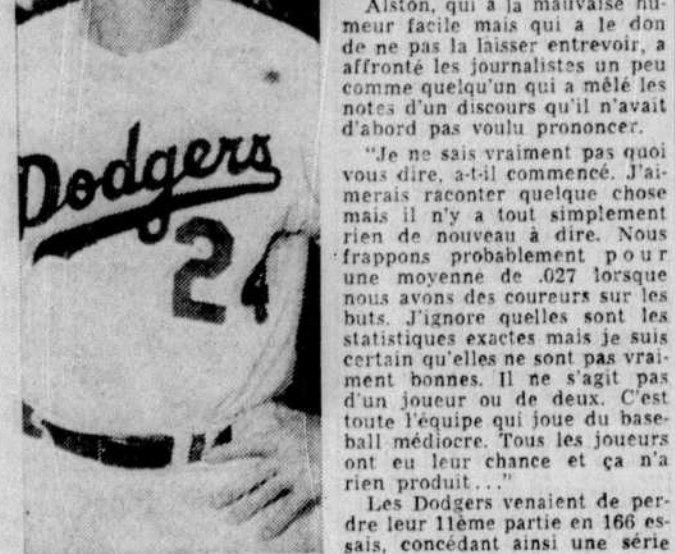 Dodgers
24
Alston, qui a la mauvaise hu-
meur facile mais qui a le don
de ne pas la laisser entrevoir, a
affronté les journalistes un peu
comme quelqu'un qui a mêlé les
notes d'un discours qu'il n'avait
d'abord pas voulu prononcer.
"Je ne sais vraiment pas quoi
vous dire, a-t-il commencé. J'ai-
merais raconter quelque chose
mais il n'y a tout simplement
rien de nouveau à dire. Nous
frappons probablement pour
une moyenne de .027 lorsque
nous avons des coureurs sur les
buts. J'ignore quelles sont les
statistiques exactes mais je suis
certain qu'elles ne sont pas vrai-
ment bonnes. Il ne s'agit pas
d'un joueur ou de deux. C'est
toute l'équipe qui joue du base-
ball médiocre. Tous les joueurs
ont eu leur chance et ça n'a
rien produit..."
Les Dodgers venaient de per-
dre leur 11ème partie en 166 es-
sais, concédant ainsi une série